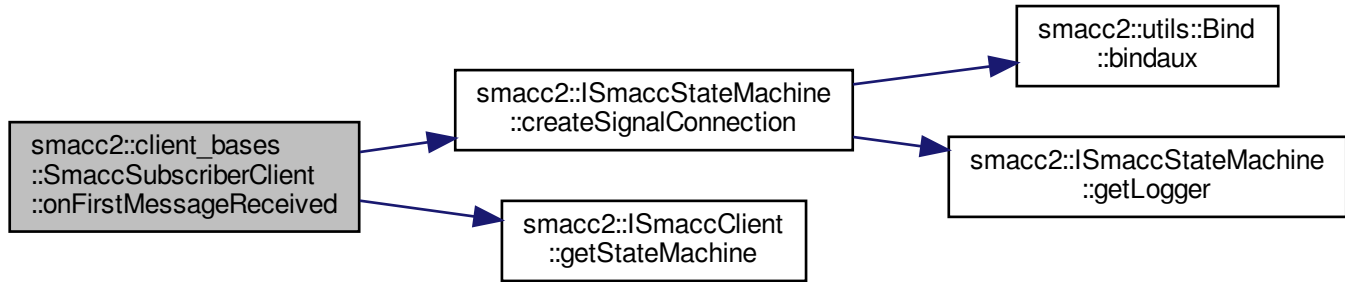 smacc2::client_bases
::SmaccSubscriberClient
::onFirstMessageReceived
smacc2::ISmaccStateMachine
::createSignalConnection
smacc2::utils::Bind
::bindaux
smacc2::ISmaccStateMachine
::getLogger
smacc2::ISmaccClient
::getStateMachine